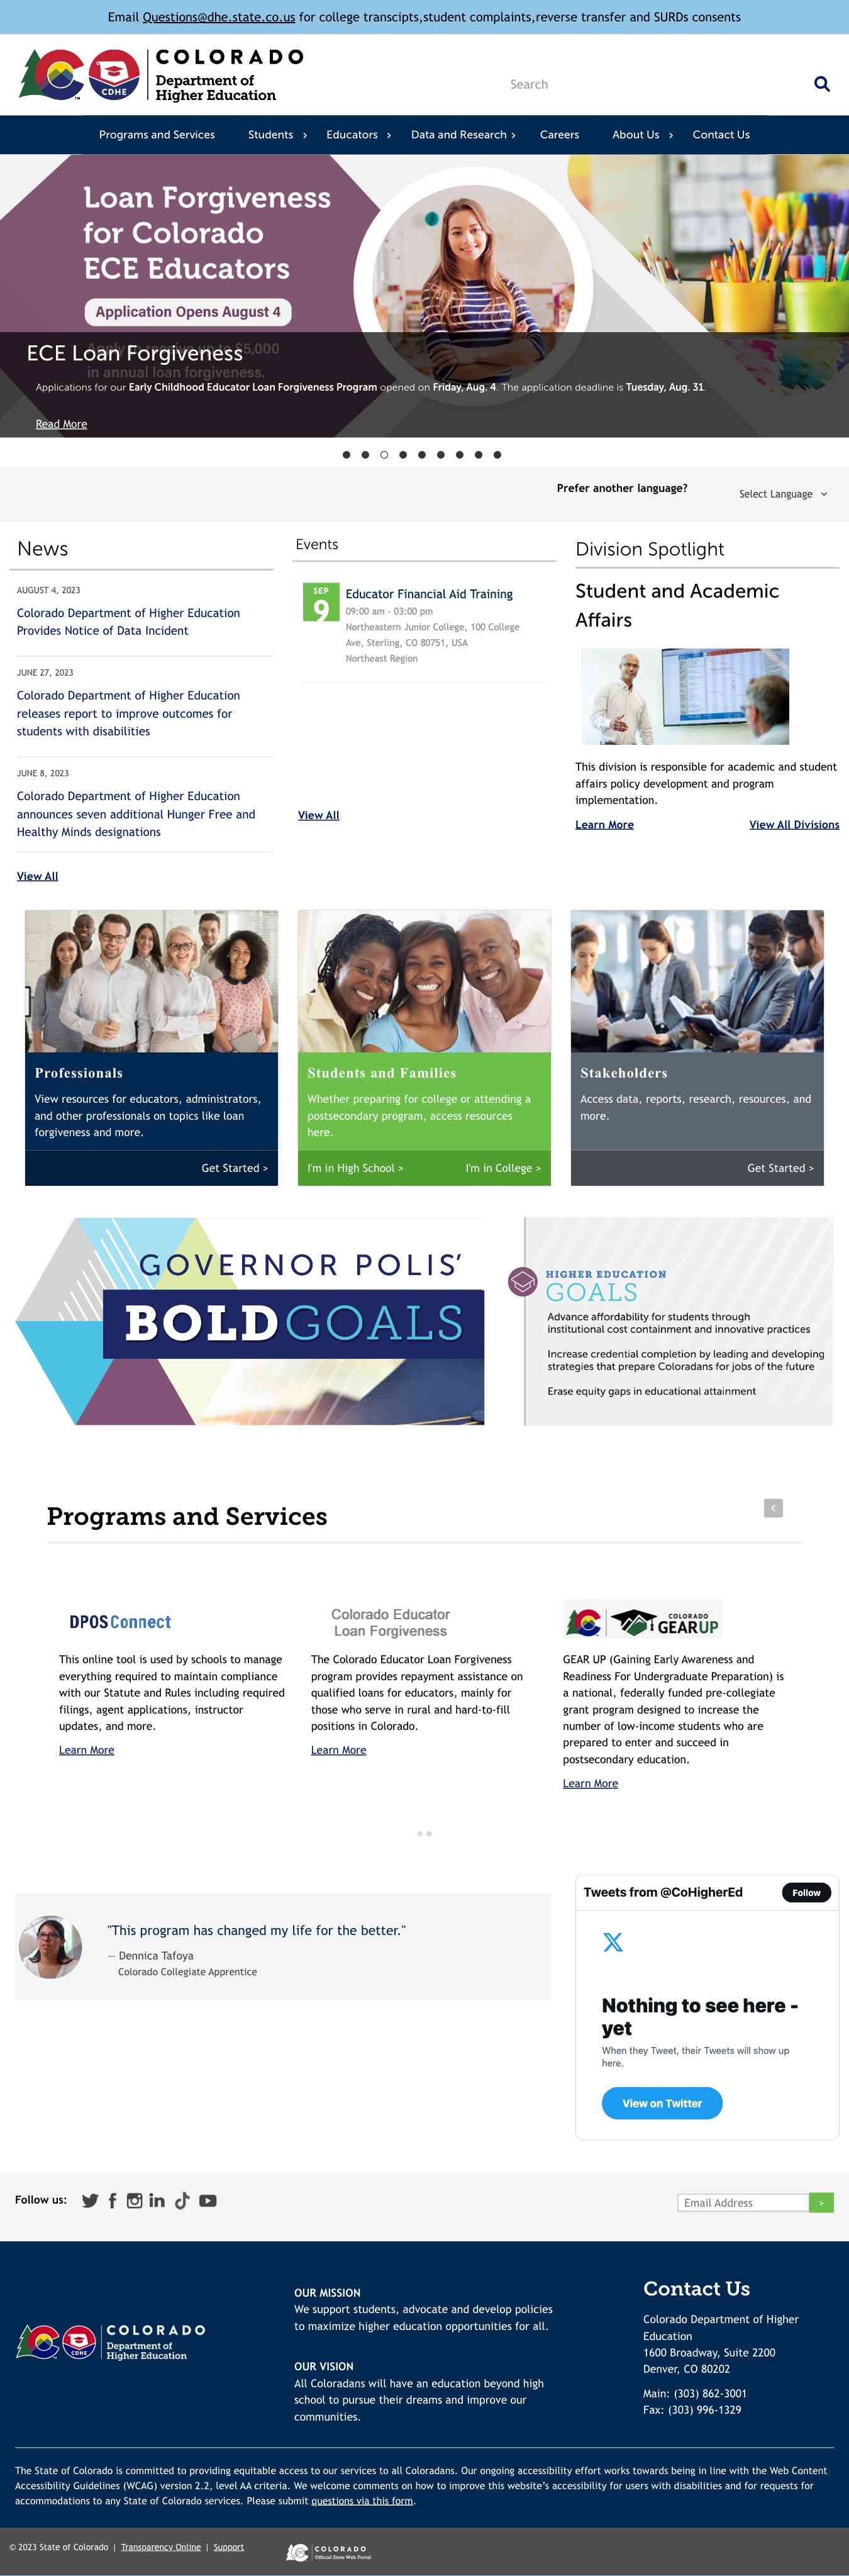 Email Questions@dhe.state.co.us for college transcipts,student complaints,reverse transfer and SURDs consents
COLORADO
Department of
Higher Education
CDHE
Search
Programs and Services
Students
Educators
Data and Research
Careers
About Us
Contact Us
Loan Forgiveness
for Colorado
ECE Educators
Application Opens August 4
Apply to receive up to $5,000
in annual loan forgiveness.
ECE Loan Forgiveness
Applications for our Early Childhood Educator Loan Forgiveness Program opened on Friday, Aug. 4. The application deadline is Tuesday, Aug. 31.
Read More
Prefer another language?
Select Language
News
AUGUST 4, 2023
Colorado Department of Higher Education
Provides Notice of Data Incident
JUNE 27, 2023
Colorado Department of Higher Education
releases report to improve outcomes for
students with disabilities
JUNE 8, 2023
Colorado Department of Higher Education
announces seven additional Hunger Free and
Healthy Minds designations
View All
Events
SEP
9
Educator Financial Aid Training
09:00 am - 03:00 pm
Northeastern Junior College, 100 College
Ave, Sterling, CO 80751, USA
Northeast Region
View All
Division Spotlight
Student and Academic
Affairs
This division is responsible for academic and student
affairs policy development and program
implementation.
Learn More
View All Divisions
Professionals
View resources for educators, administrators,
and other professionals on topics like loan
forgiveness and more.
Get Started >
Students and Families
Whether preparing for college or attending a
postsecondary program, access resources
here.
I'm in High School >
I'm in College >
Stakeholders
Access data, reports, research, resources, and
more.
Get Started >
GOVERNOR POLIS’
BOLD GOALS
HIGHER EDUCATION
GOALS
Advance affordability for students through
institutional cost containment and innovative practices
Increase credential completion by leading and developing
strategies that prepare Coloradans for jobs of the future
Erase equity gaps in educational attainment
Programs and Services
DPOS Connect
This online tool is used by schools to manage
everything required to maintain compliance
with our Statute and Rules including required
filings, agent applications, instructor
updates, and more.
Learn More
Colorado Educator
Loan Forgiveness
The Colorado Educator Loan Forgiveness
program provides repayment assistance on
qualified loans for educators, mainly for
those who serve in rural and hard-to-fill
positions in Colorado.
Learn More
COLORADO
GEARUP
GEAR UP (Gaining Early Awareness and
Readiness For Undergraduate Preparation) is
a national, federally funded pre-collegiate
grant program designed to increase the
number of low-income students who are
prepared to enter and succeed in
postsecondary education.
Learn More
"This program has changed my life for the better."
— Dennica Tafoya
Colorado Collegiate Apprentice
Tweets from @CoHigherEd
Follow
Nothing to see here -
yet
When they Tweet, their Tweets will show up
here.
View on Twitter
Follow us:
Email Address
>
COLORADO
Department of
Higher Education
CDHE
OUR MISSION
We support students, advocate and develop policies
to maximize higher education opportunities for all.
OUR VISION
All Coloradans will have an education beyond high
school to pursue their dreams and improve our
communities.
Contact Us
Colorado Department of Higher
Education
1600 Broadway, Suite 2200
Denver, CO 80202
Main: (303) 862-3001
Fax: (303) 996-1329
The State of Colorado is committed to providing equitable access to our services to all Coloradans. Our ongoing accessibility effort works towards being in line with the Web Content
Accessibility Guidelines (WCAG) version 2.2, level AA criteria. We welcome comments on how to improve this website’s accessibility for users with disabilities and for requests for
accommodations to any State of Colorado services. Please submit questions via this form.
© 2023 State of Colorado | Transparency Online | Support
COLORADO
Official State Web Portal